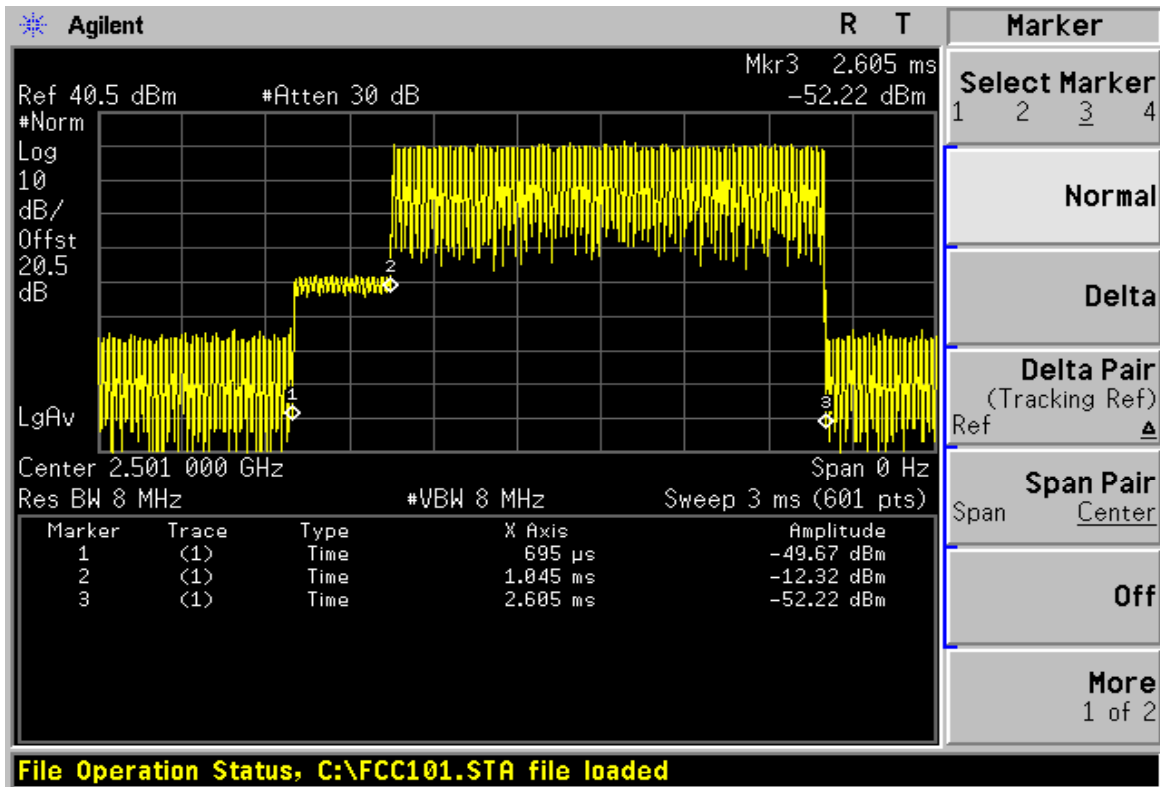 Agilent R T
Mkr3 2.605 ms
Ref 40.5 dBm #Atten 30 dB −52.22 dBm
#Norm
Log
10
dB/
Offst
20.5
dB
LgAv
2
1
3
Center 2.501 000 GHz Span 0 Hz
Res BW 8 MHz #VBW 8 MHz Sweep 3 ms (601 pts)
Marker Trace Type X Axis Amplitude
1 (1) Time 695 µs −49.67 dBm
2 (1) Time 1.045 ms −12.32 dBm
3 (1) Time 2.605 ms −52.22 dBm
Marker
Select Marker
1 2 3 4
Normal
Delta
Delta Pair
(Tracking Ref)
Ref Δ
Span Pair
Span Center
Off
More
1 of 2
File Operation Status, C:\FCC101.STA file loaded